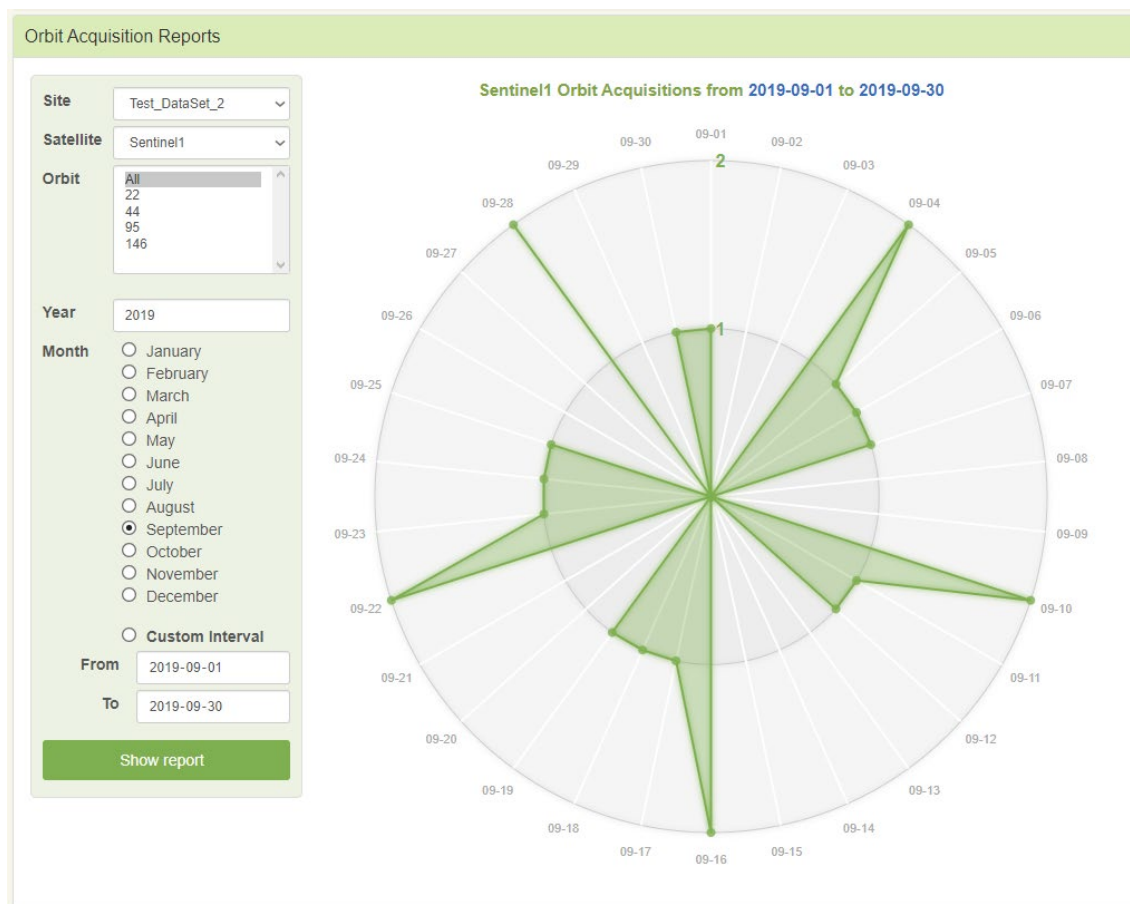 Orbit Acquisition Reports
Site
Test_DataSet_2
Satellite
Sentinel1
Orbit
All
22
44
95
146
Year
2019
Month
January
February
March
April
May
June
July
August
September
October
November
December
Custom Interval
From
2019-09-01
To
2019-09-30
Show report
Sentinel1 Orbit Acquisitions from 2019-09-01 to 2019-09-30
09-01
09-02
09-03
09-04
09-05
09-06
09-07
09-08
09-09
09-10
09-11
09-12
09-13
09-14
09-15
09-16
09-17
09-18
09-19
09-20
09-21
09-22
09-23
09-24
09-25
09-26
09-27
09-28
09-29
09-30
2
1